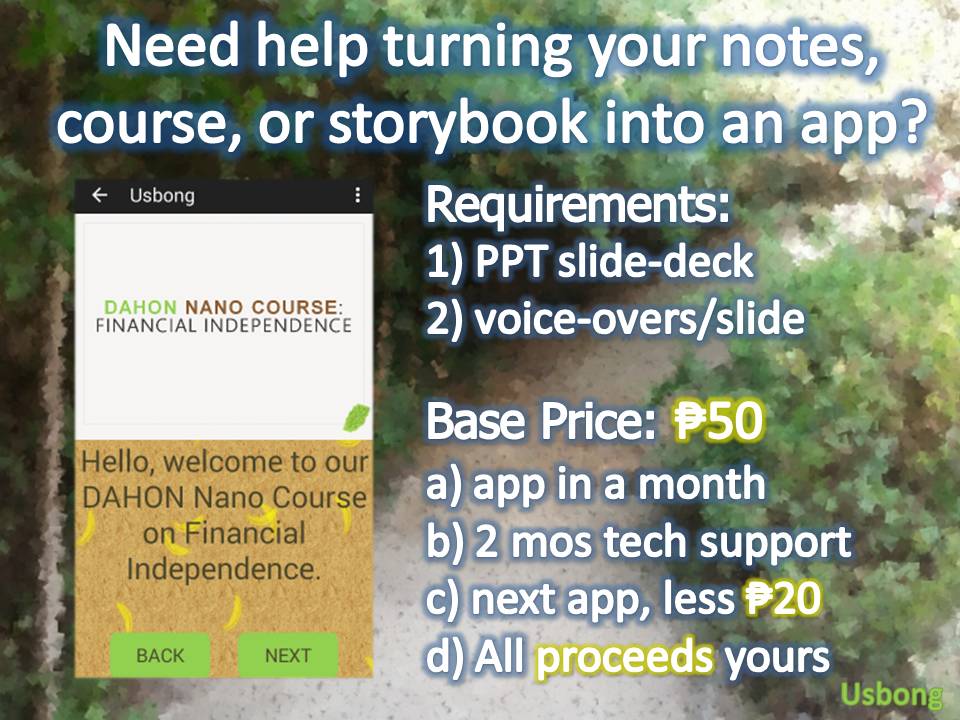 Need help turning your notes,
course, or storybook into an app?
Usbong
DAHON NANO COURSE:
FINANCIAL INDEPENDENCE
Hello, welcome to our
DAHON Nano Course
on Financial
Independence.
BACK NEXT
Requirements:
1) PPT slide-deck
2) voice-overs/slide
Base Price: ₱50
a) app in a month
b) 2 mos tech support
c) next app, less ₱20
d) All proceeds yours
Usbong